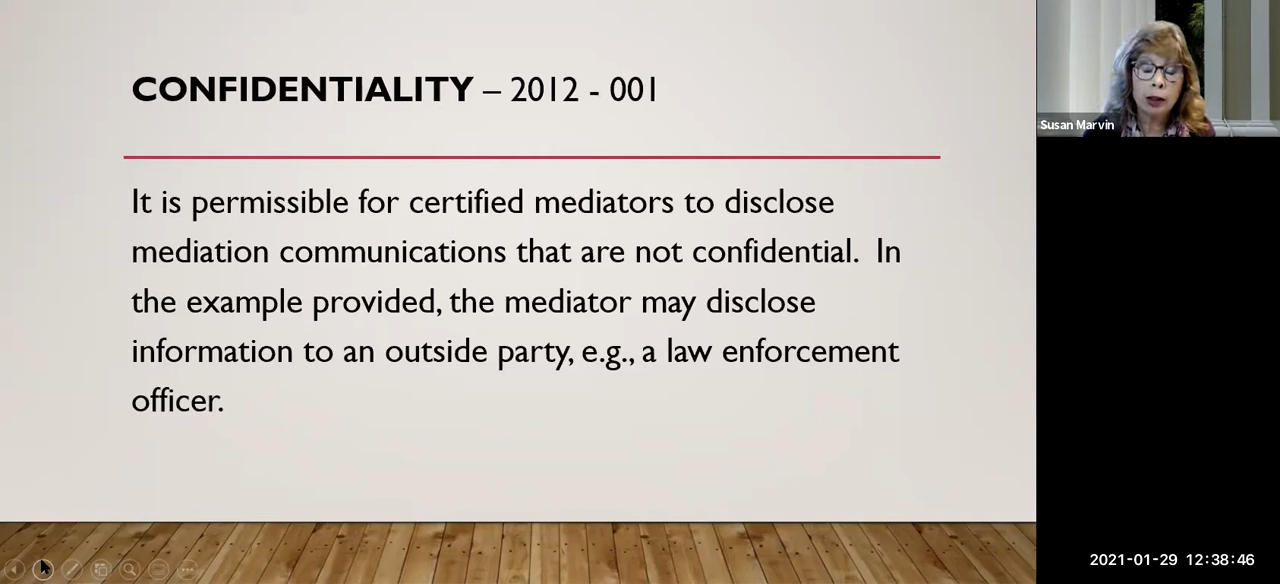 CONFIDENTIALITY – 2012 - 001
It is permissible for certified mediators to disclose
mediation communications that are not confidential.  In
the example provided, the mediator may disclose
information to an outside party, e.g., a law enforcement
officer.
Susan Marvin
2021-01-29 12:38:46